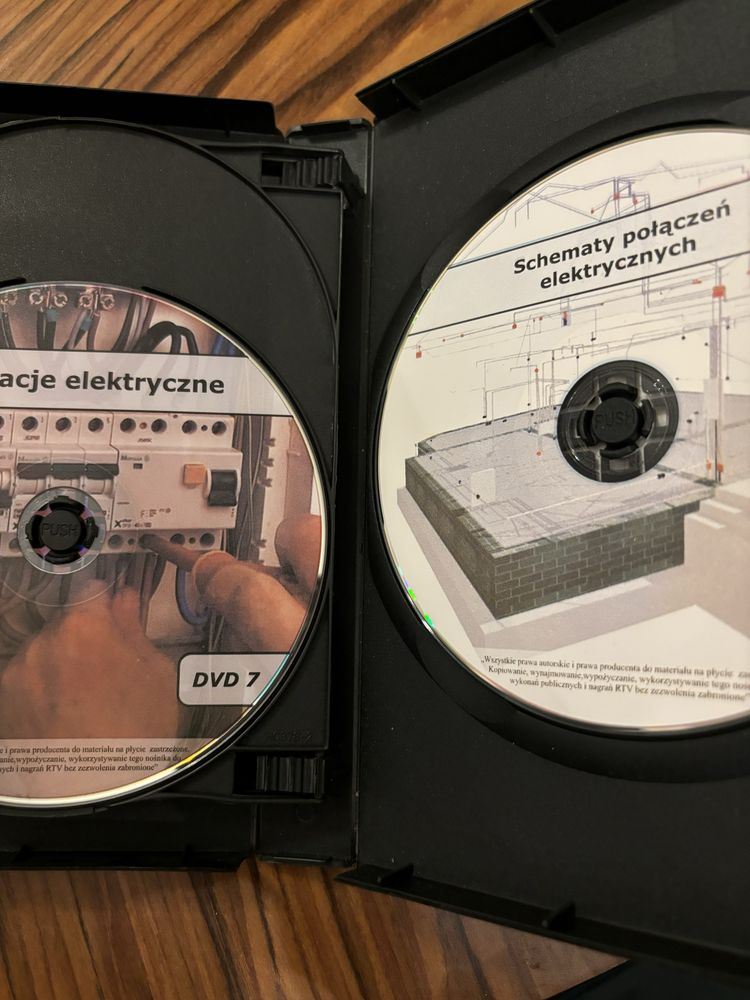 acje elektryczne
PUSH
DVD 7
e i prawa producenta do materiału na płycie zastrzeżone.
anie,wypożyczanie, wykorzystywanie tego nośnika do
ych i nagrań RTV bez zezwolenia zabronione”
Schematy połączeń
elektrycznych
PUSH
„Wszystkie prawa autorskie i prawa producenta do materiału na płycie zas
Kopiowanie, wynajmowanie,wypożyczanie, wykorzystywanie tego nośn
wykonań publicznych i nagrań RTV bez zezwolenia zabronione”